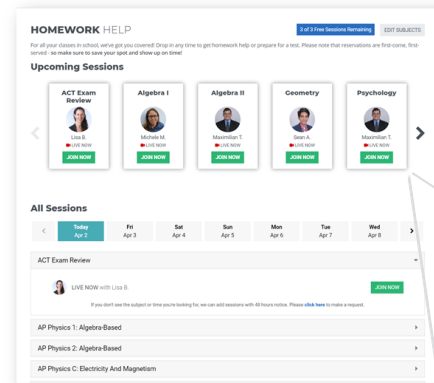 HOMEWORK HELP
3 of 3 Free Sessions Remaining
EDIT SUBJECTS
For all your classes in school, we've got you covered! Drop in any time to get homework help or prepare for a test. Please note that reservations are first-come, first-
served - so make sure to save your spot and show up on time!
Upcoming Sessions
ACT Exam Review
Lisa B.
LIVE NOW
JOIN NOW
Algebra I
Michele M.
LIVE NOW
JOIN NOW
Algebra II
Maximilian T.
LIVE NOW
JOIN NOW
Geometry
Sean A.
LIVE NOW
JOIN NOW
Psychology
Maximilian T.
LIVE NOW
JOIN NOW
All Sessions
Today Fri Sat Sun Mon Tue Wed
Apr 2 Apr 3 Apr 4 Apr 5 Apr 6 Apr 7 Apr 8
ACT Exam Review
LIVE NOW with Lisa B.
JOIN NOW
If you don't see the subject or time you're looking for, we can add sessions with 48 hours notice. Please click here to make a request.
AP Physics 1: Algebra-Based
AP Physics 2: Algebra-Based
AP Physics C: Electricity And Magnetism